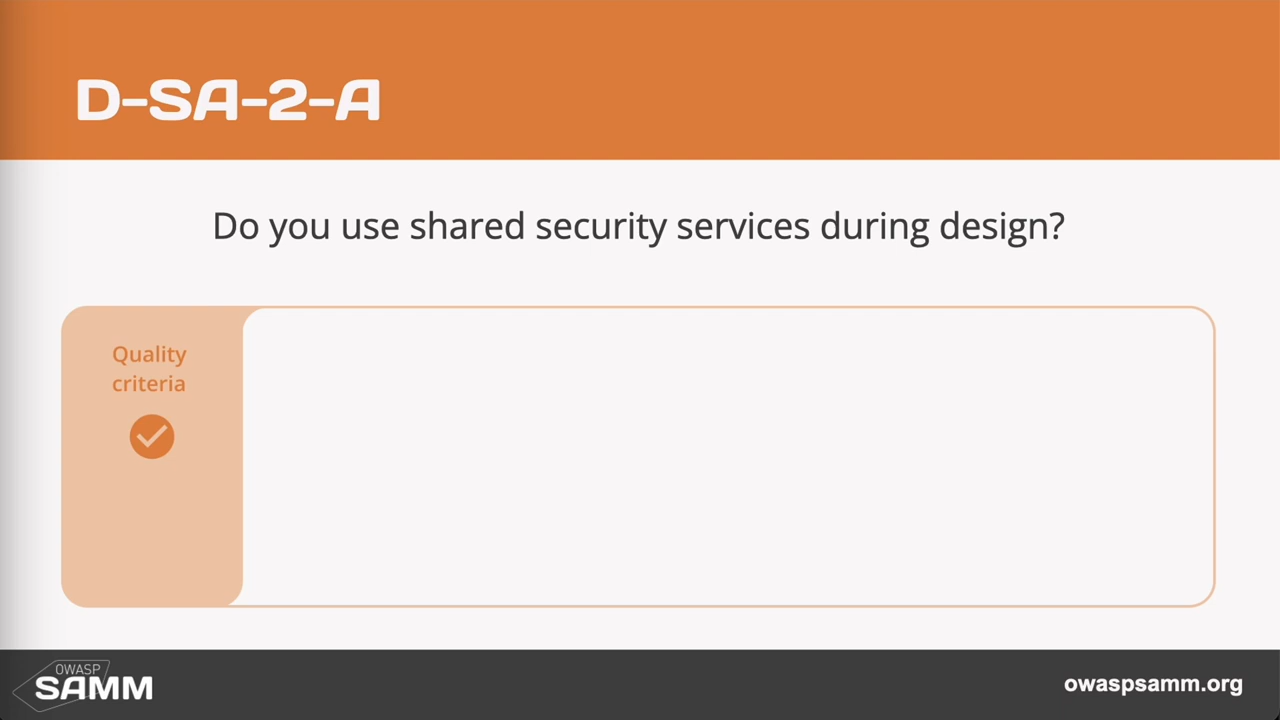 D-SA-2-A
Do you use shared security services during design?
Quality
criteria
OWASP
SAMM
owaspsamm.org